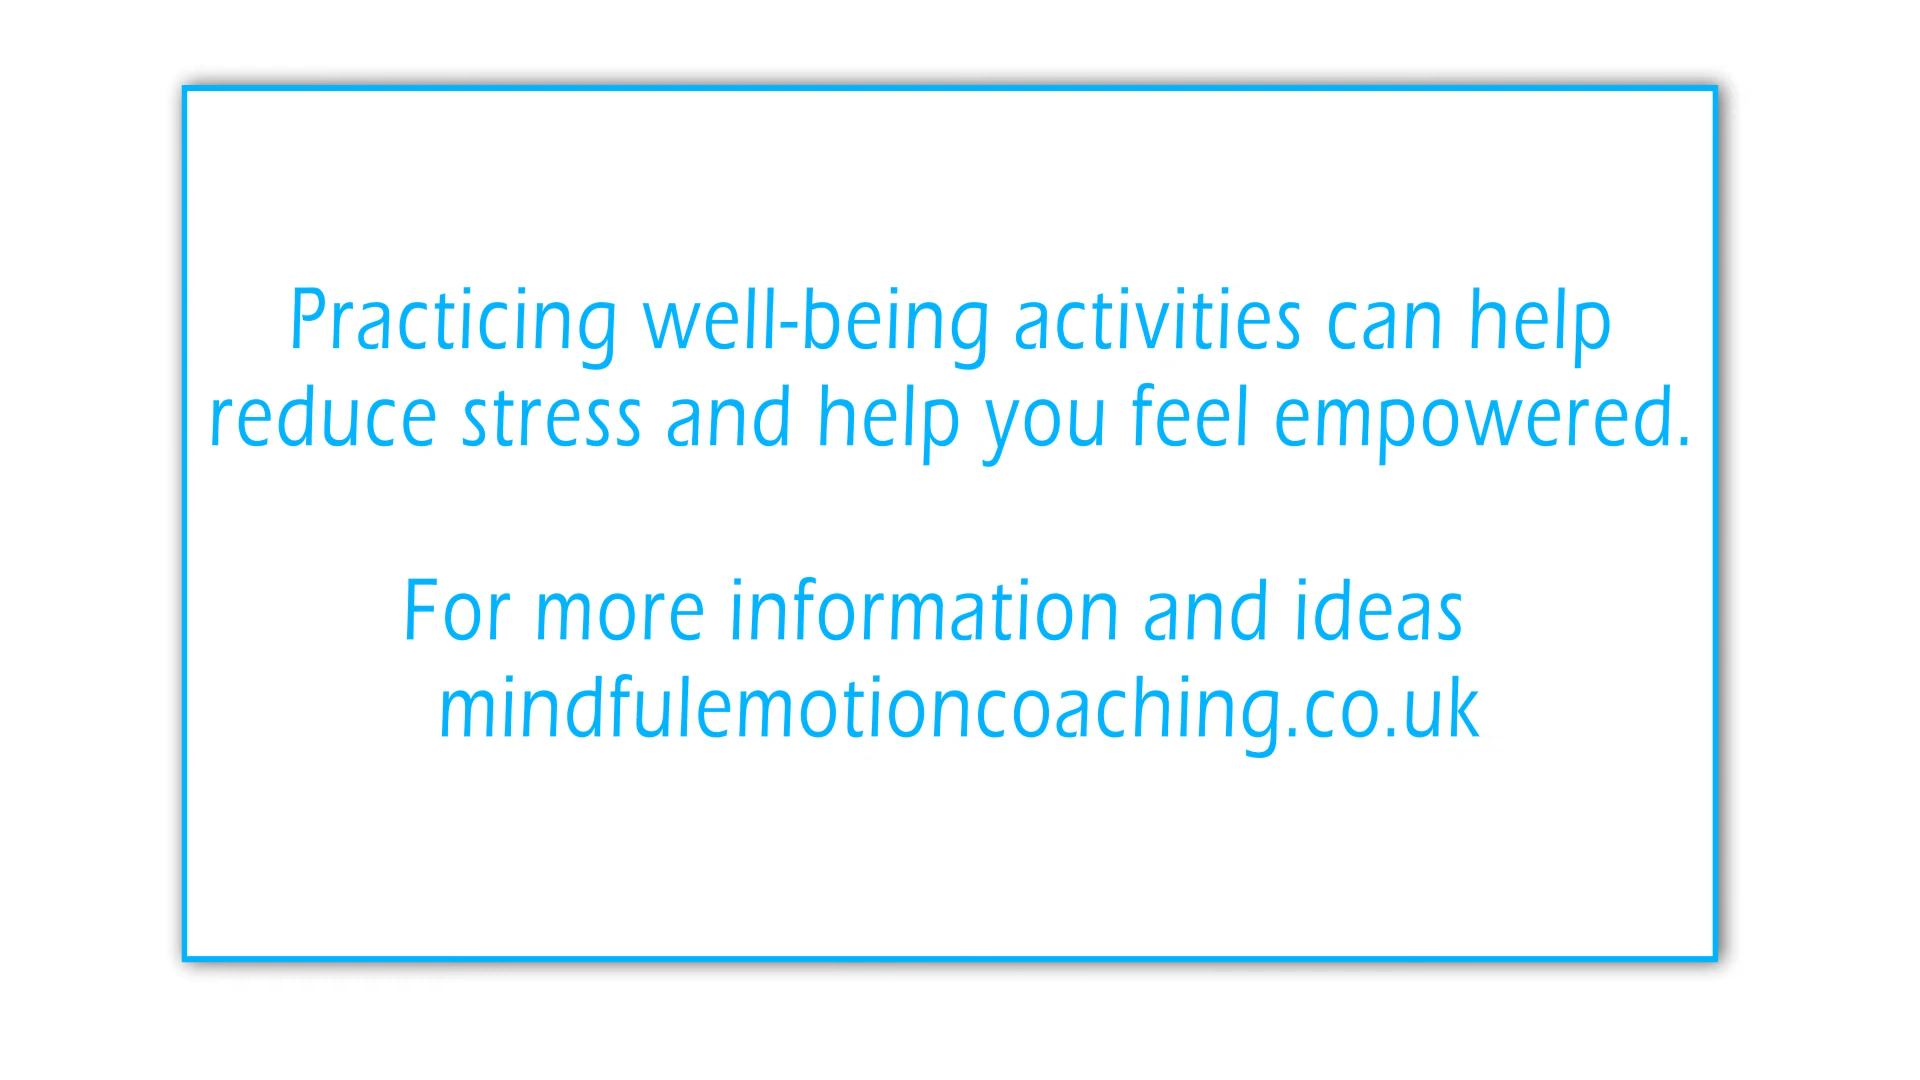 Practicing well-being activities can help
reduce stress and help you feel empowered.
For more information and ideas
mindfulemotioncoaching.co.uk